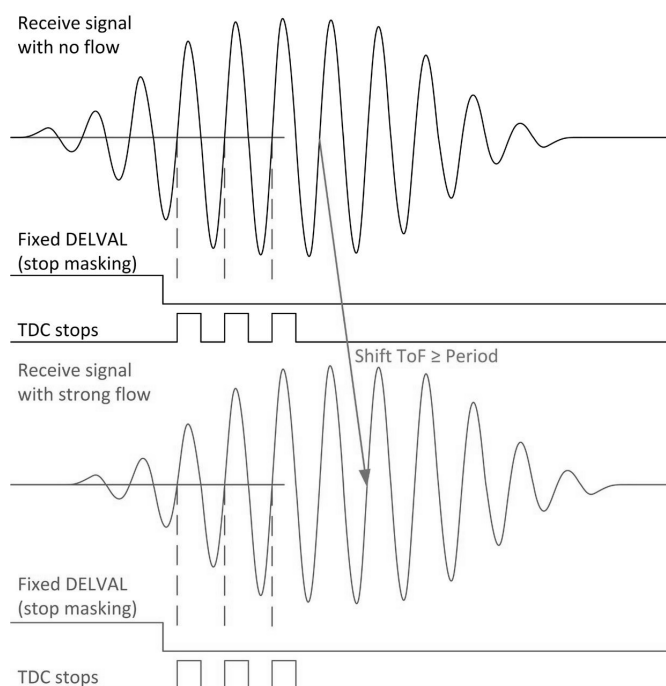 Receive signal
with no flow
Fixed DELVAL
(stop masking)
TDC stops
Shift ToF ≥ Period
Receive signal
with strong flow
Fixed DELVAL
(stop masking)
TDC stops